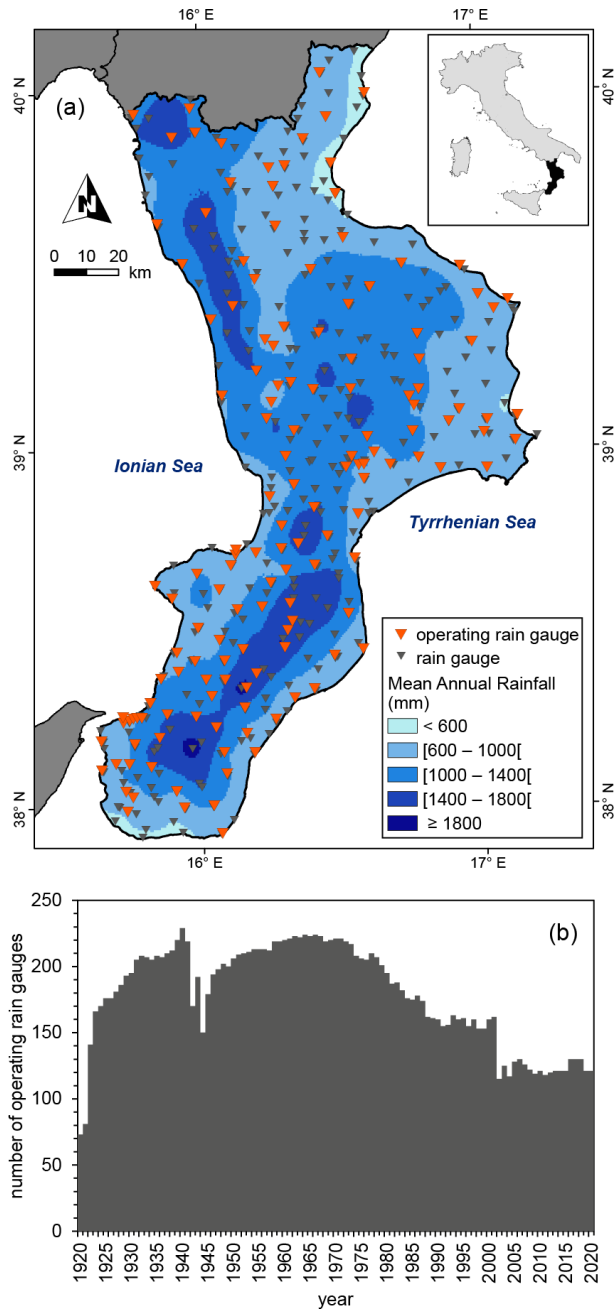 16° E
17° E
40° N
40° N
(a)
N
0 10 20
km
39° N
39° N
Ionian Sea
Tyrrhenian Sea
operating rain gauge
rain gauge
Mean Annual Rainfall
(mm)
< 600
[600 – 1000[
[1000 – 1400[
[1400 – 1800[
≥ 1800
38° N
38° N
16° E
17° E
(b)
number of operating rain gauges
250
200
150
100
50
0
1920
1925
1930
1935
1940
1945
1950
1955
1960
1965
1970
1975
1980
1985
1990
1995
2000
2005
2010
2015
2020
year